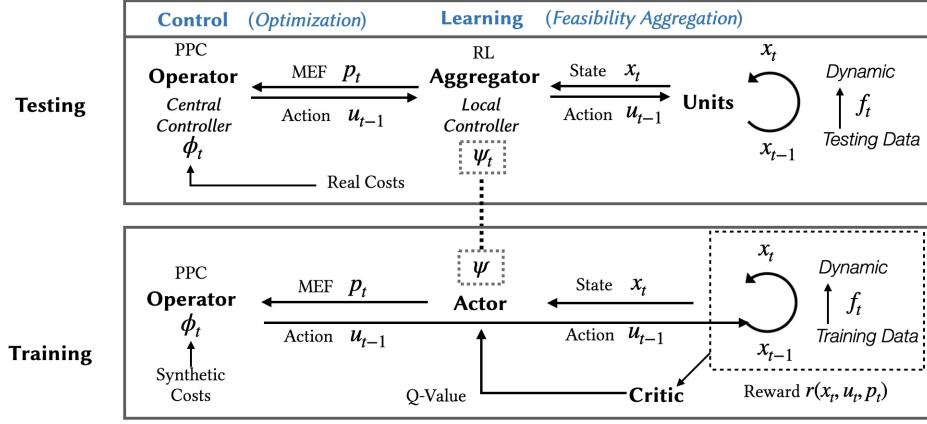 Control (Optimization) Learning (Feasibility Aggregation)
Testing
PPC
Operator
Central
Controller
ϕt
Real Costs
MEF pt
Action ut−1
RL
Aggregator
Local
Controller
ψt
State xt
Action ut−1
Units
xt
xt−1
Dynamic
ft
Testing Data
Training
PPC
Operator
ϕt
Synthetic
Costs
MEF pt
Action ut−1
ψ
Actor
State xt
Action ut−1
Q-Value
Critic
xt
xt−1
Dynamic
ft
Training Data
Reward r(xt, ut, pt)